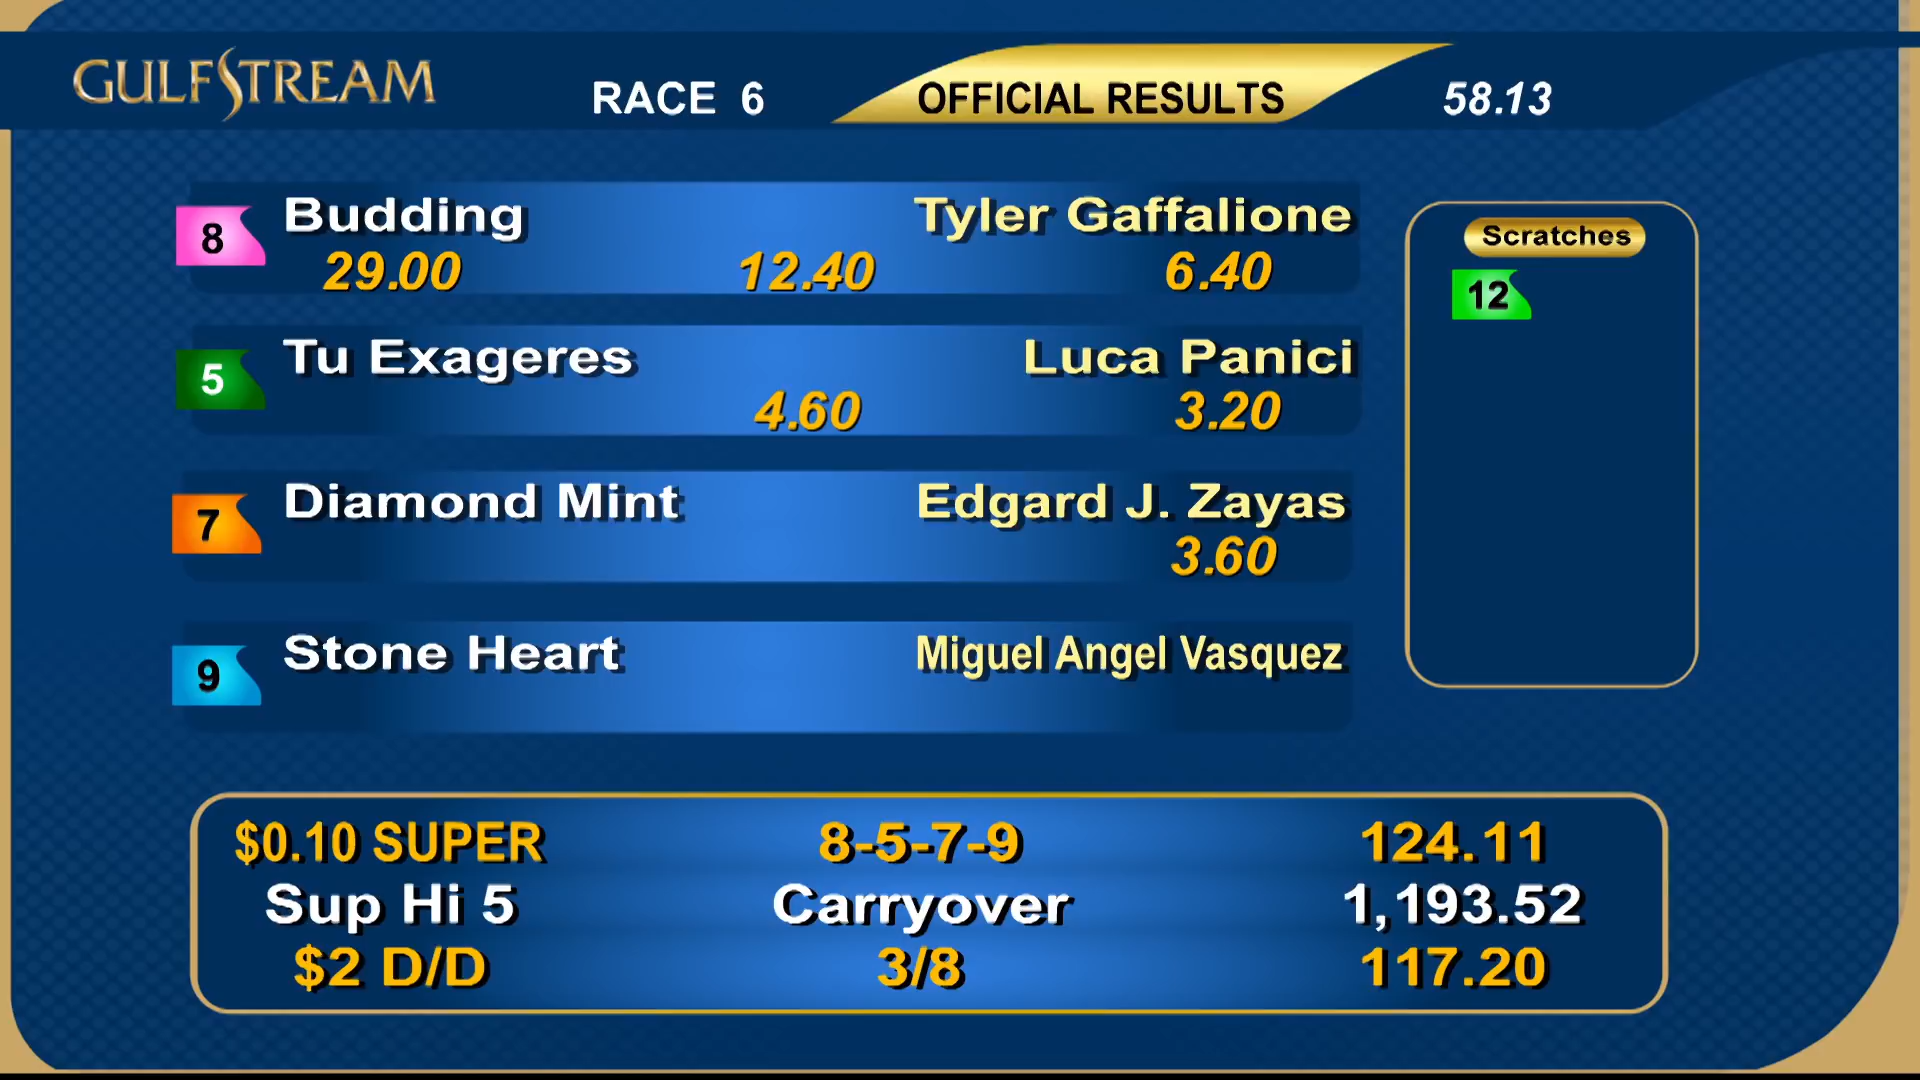 GULFSTREAM RACE 6 OFFICIAL RESULTS 58.13
8 Budding Tyler Gaffalione
29.00 12.40 6.40
5 Tu Exageres Luca Panici
4.60 3.20
7 Diamond Mint Edgard J. Zayas
3.60
9 Stone Heart Miguel Angel Vasquez
Scratches
12
$0.10 SUPER 8-5-7-9 124.11
Sup Hi 5 Carryover 1,193.52
$2 D/D 3/8 117.20